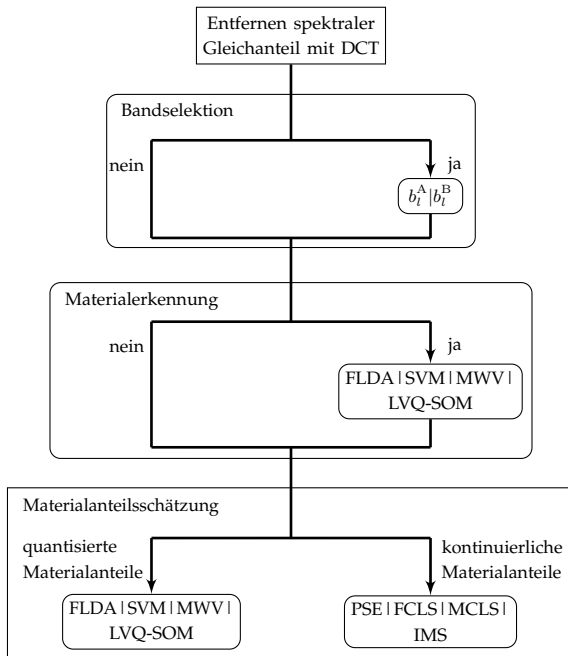 Entfernen spektraler
Gleichanteil mit DCT
Bandselektion
nein
ja
b_l^A|b_l^B
Materialerkennung
nein
ja
FLDA|SVM|MWV|
LVQ-SOM
Materialanteilsschätzung
quantisierte
Materialanteile
kontinuierliche
Materialanteile
FLDA|SVM|MWV|
LVQ-SOM
PSE|FCLS|MCLS|
IMS